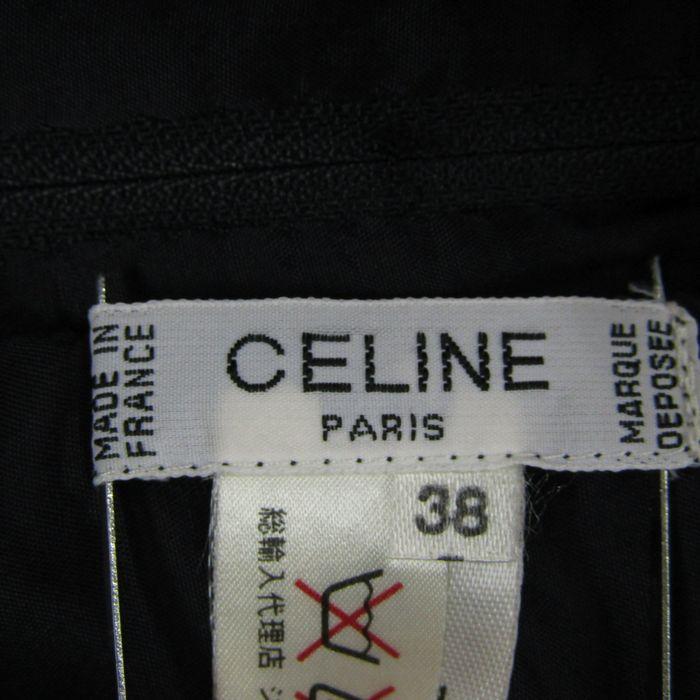 MADE IN
FRANCE
CELINE
PARIS
MARQUE
DEPOSEE
38
総輸入代理店